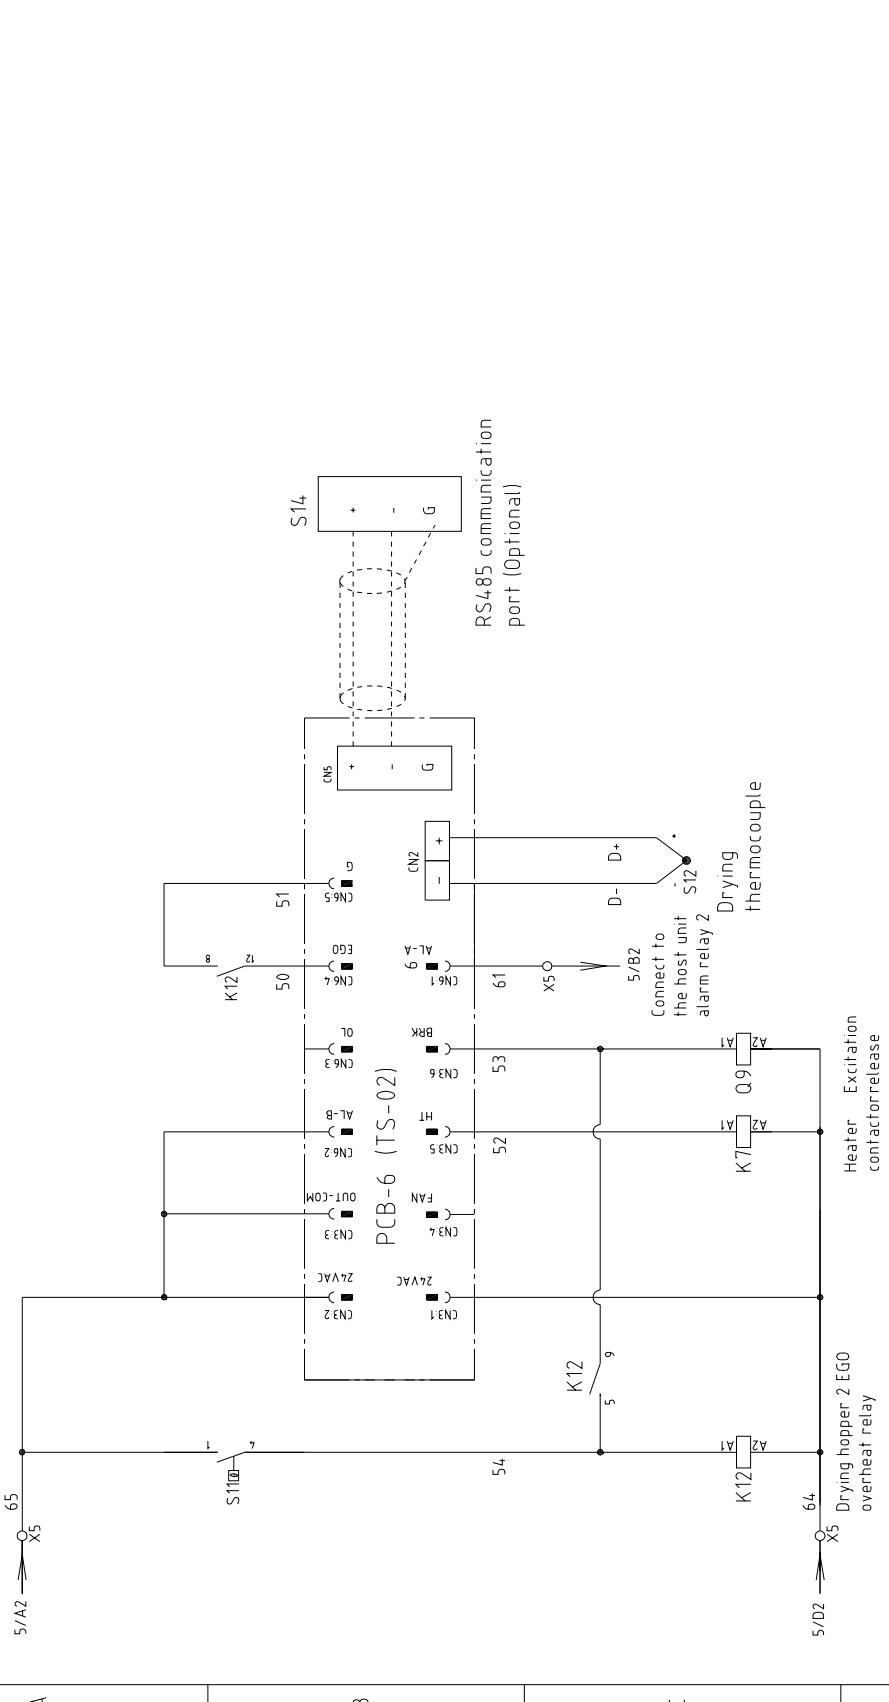 5/A2
X5
65
S11
1
4
54
K12
A1
A2
Drying hopper 2 EGO
overheat relay
5/D2
X5
64
K12
5
9
PCB-6 (TS-02)
CN3:2
24VAC
CN3:3
OUT-COM
CN6:2
AL-B
CN6:3
OL
CN6:4
EGO
CN6:5
G
CN3:1
24VAC
CN3:4
FAN
CN3:5
HT
CN3:6
BRK
CN6:1
AL-A
9
50
51
K12
8
12
52
53
61
K7
A1
A2
Q9
A1
A2
Heater Excitation
contactor release
X5
5/B2
Connect to
the host unit
alarm relay 2
CN2
- +
D-
D+
S12
-
Drying
thermocouple
CN5
+
-
G
S14
+
-
G
RS485 communication
port (Optional)